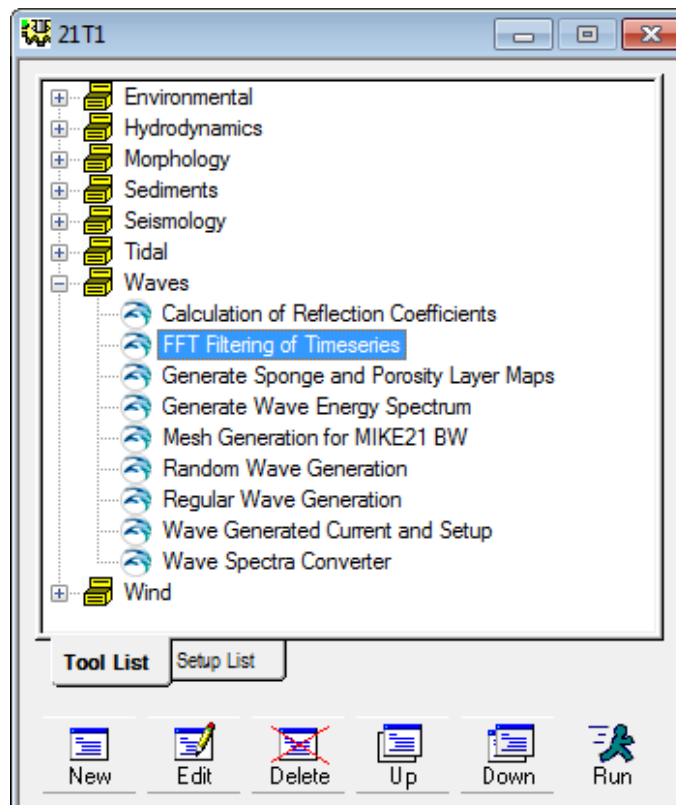 21T1
Environmental
Hydrodynamics
Morphology
Sediments
Seismology
Tidal
Waves
Calculation of Reflection Coefficients
FFT Filtering of Timeseries
Generate Sponge and Porosity Layer Maps
Generate Wave Energy Spectrum
Mesh Generation for MIKE21 BW
Random Wave Generation
Regular Wave Generation
Wave Generated Current and Setup
Wave Spectra Converter
Wind
Tool List Setup List
New Edit Delete Up Down Run